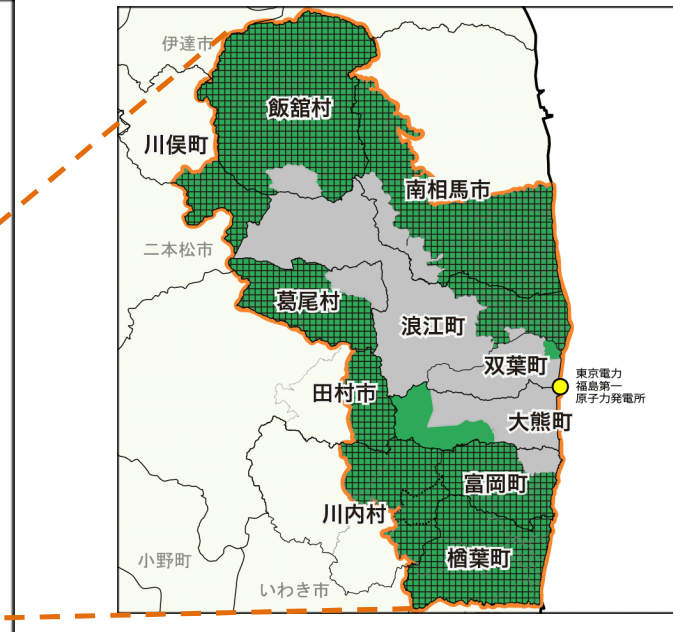 伊達市
飯舘村
川俣町
南相馬市
二本松市
葛尾村
浪江町
双葉町
東京電力
福島第一
原子力発電所
田村市
大熊町
富岡町
川内村
楢葉町
小野町
いわき市